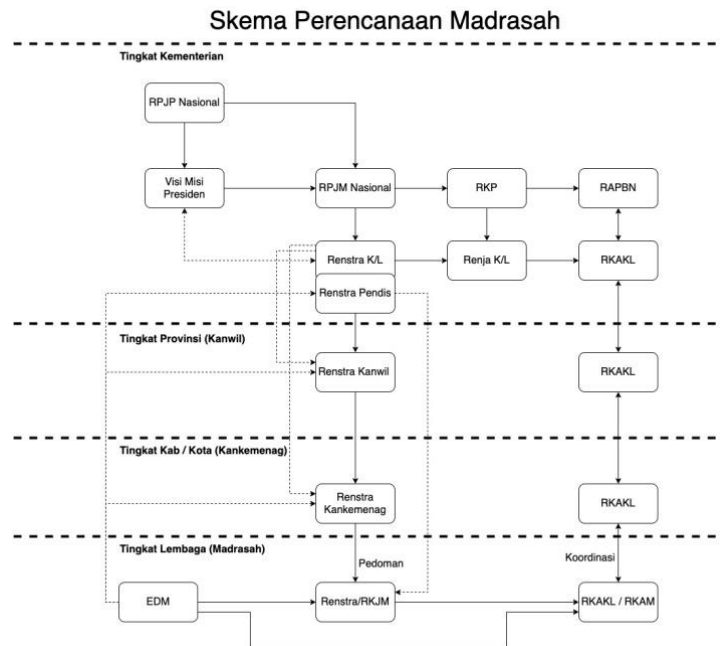 Skema Perencanaan Madrasah
Tingkat Kementerian
RPJP Nasional
Visi Misi
Presiden
RPJM Nasional
RKP
RAPBN
Renstra K/L
Renja K/L
RKAKL
Renstra Pendis
Tingkat Provinsi (Kanwil)
Renstra Kanwil
RKAKL
Tingkat Kab / Kota (Kankemenag)
Renstra
Kankemenag
RKAKL
Tingkat Lembaga (Madrasah)
Pedoman
Koordinasi
EDM
Renstra/RKJM
RKAKL / RKAM